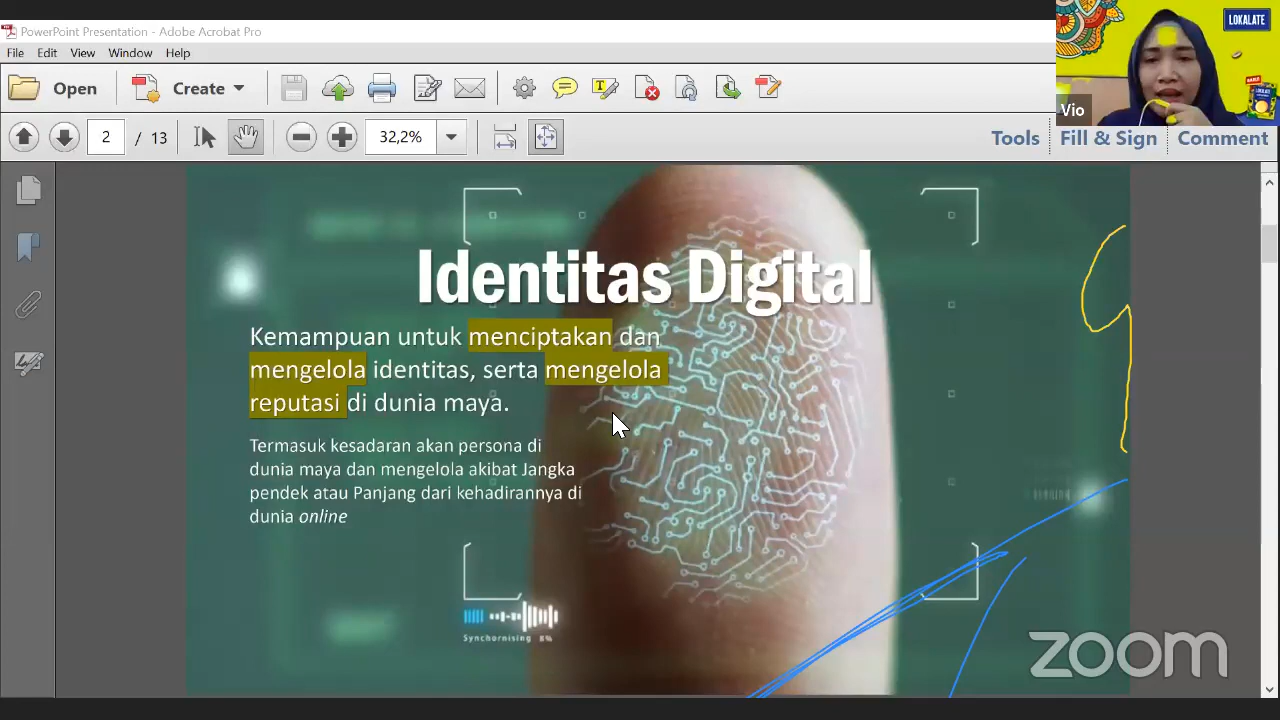 PowerPoint Presentation - Adobe Acrobat Pro
File Edit View Window Help
Open Create
2 / 13 32,2% Tools Fill & Sign Comment
LOKALATE
Vio
Identitas Digital
Kemampuan untuk menciptakan dan
mengelola identitas, serta mengelola
reputasi di dunia maya.
Termasuk kesadaran akan persona di
dunia maya dan mengelola akibat Jangka
pendek atau Panjang dari kehadirannya di
dunia online
Synchornising 8%
zoom